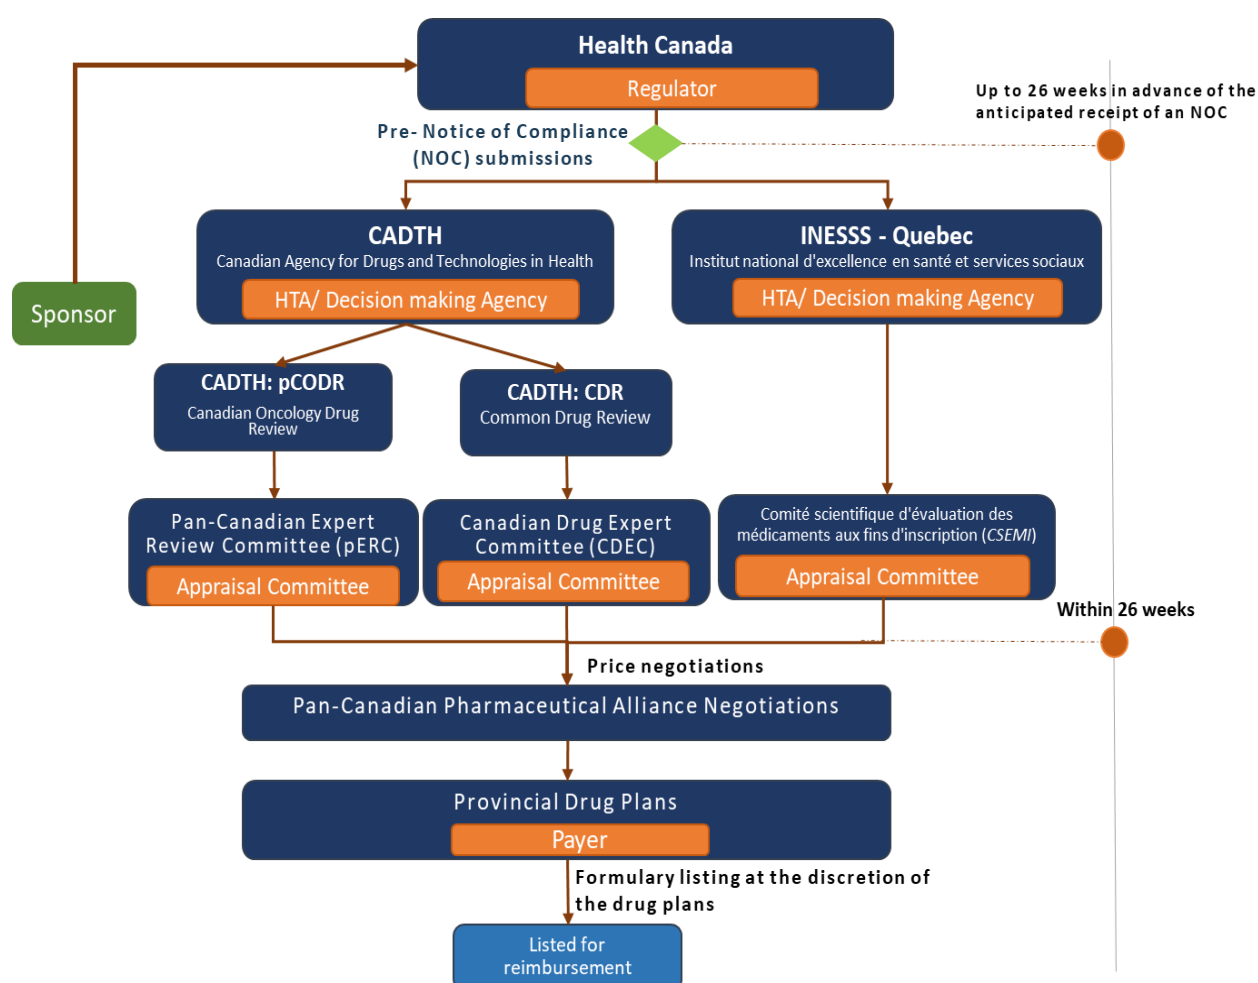 Health Canada
Regulator
Up to 26 weeks in advance of the
anticipated receipt of an NOC
Pre- Notice of Compliance
(NOC) submissions
CADTH
Canadian Agency for Drugs and Technologies in Health
HTA/ Decision making Agency
INESSS - Quebec
Institut national d'excellence en santé et services sociaux
HTA/ Decision making Agency
Sponsor
CADTH: pCODR
Canadian Oncology Drug
Review
CADTH: CDR
Common Drug Review
Pan-Canadian Expert
Review Committee (pERC)
Appraisal Committee
Canadian Drug Expert
Committee (CDEC)
Appraisal Committee
Comité scientifique d'évaluation des
médicaments aux fins d'inscription (CSEMI)
Appraisal Committee
Within 26 weeks
Price negotiations
Pan-Canadian Pharmaceutical Alliance Negotiations
Provincial Drug Plans
Payer
Formulary listing at the discretion of
the drug plans
Listed for
reimbursement